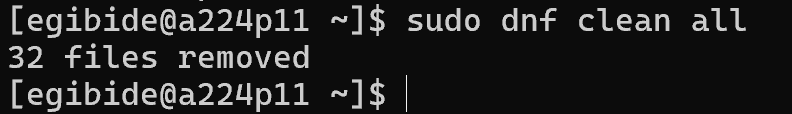 [egibide@a224p11 ~]$ sudo dnf clean all
32 files removed
[egibide@a224p11 ~]$